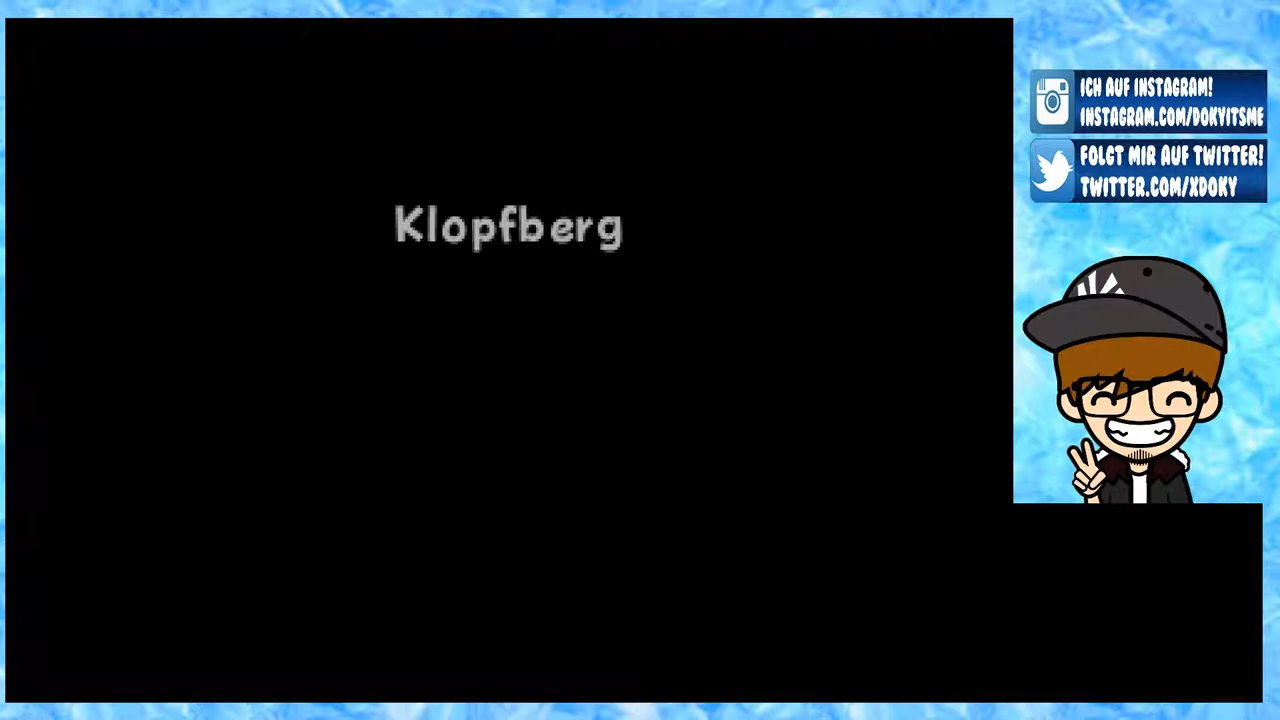 Klopfberg
ICH AUF INSTAGRAM!
INSTAGRAM.COM/DOKYITSME
FOLGT MIR AUF TWITTER!
TWITTER.COM/XDOKY